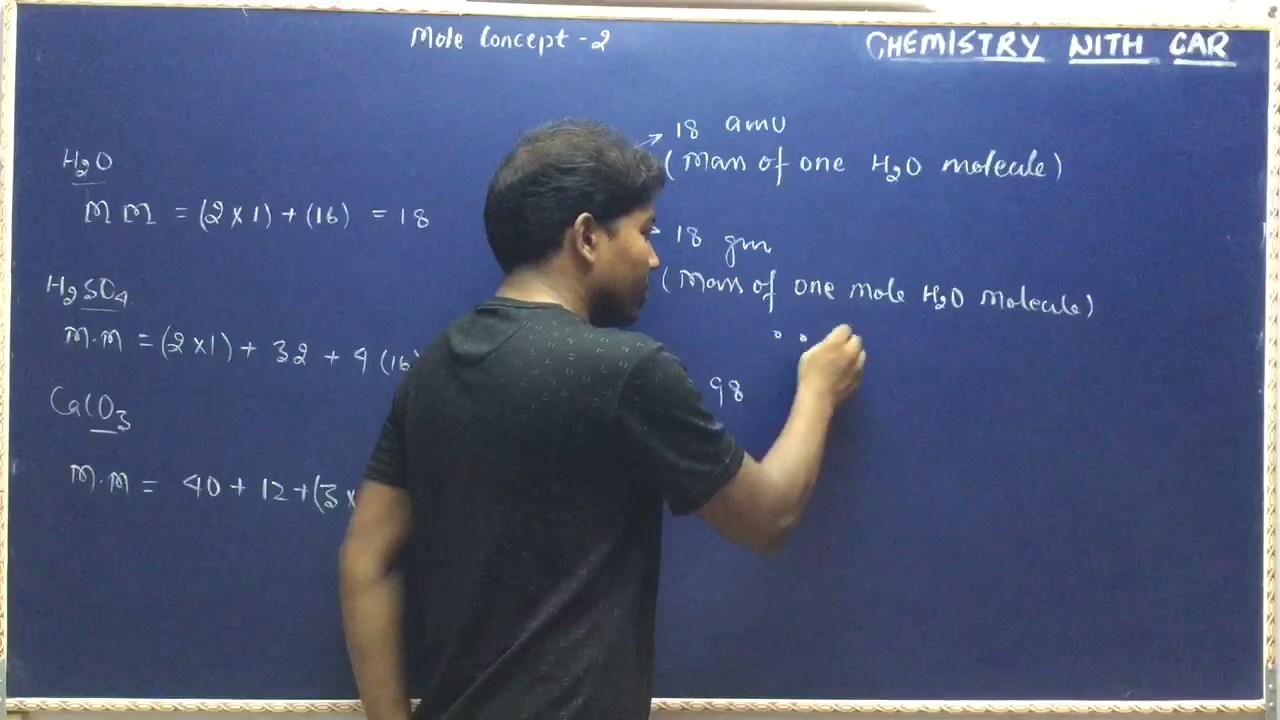 Mole Concept - 2
CHEMISTRY WITH CAR
H₂O
M M = (2 × 1) + (16) = 18
→ 18 amu
(Mass of one H₂O molecule)
18 gm
(Mass of one mole H₂O molecule)
H₂SO₄
M.M = (2×1) + 32 + 4 (16
98
CaCO₃
M.M = 40 + 12 + (3 ×